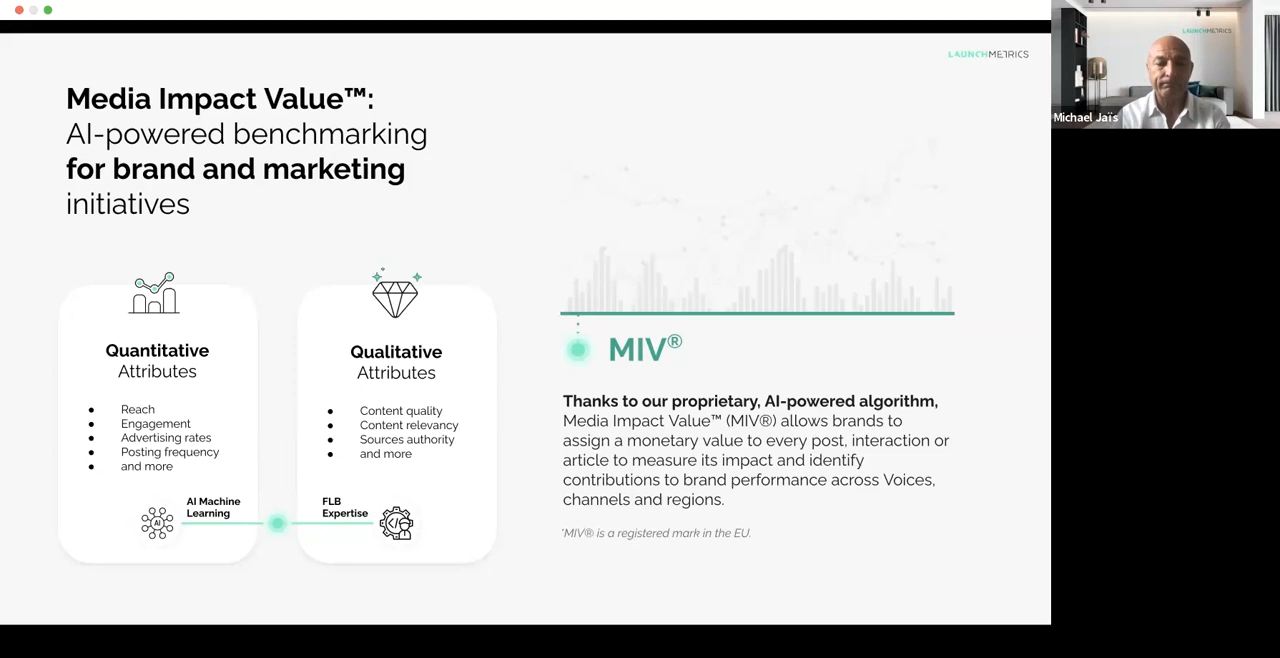 LAUNCHMETRICS
LAUNCHMETRICS
Michael Jaïs
Media Impact Value™:
AI-powered benchmarking
for brand and marketing
initiatives
Quantitative
Attributes
● Reach
● Engagement
● Advertising rates
● Posting frequency
● and more
AI Machine
Learning
AI
Qualitative
Attributes
● Content quality
● Content relevancy
● Sources authority
● and more
FLB
Expertise
</>
MIV®
Thanks to our proprietary, AI-powered algorithm,
Media Impact Value™ (MIV®) allows brands to
assign a monetary value to every post, interaction or
article to measure its impact and identify
contributions to brand performance across Voices,
channels and regions.
*MIV® is a registered mark in the EU.